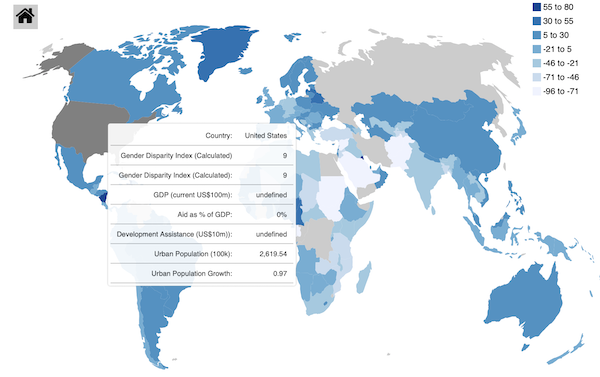 55 to 80
30 to 55
5 to 30
-21 to 5
-46 to -21
-71 to -46
-96 to -71
Country: United States
Gender Disparity Index (Calculated) 9
Gender Disparity Index (Calculated): 9
GDP (current US$100m): undefined
Aid as % of GDP: 0%
Development Assistance (US$10m)): undefined
Urban Population (100k): 2,619.54
Urban Population Growth: 0.97